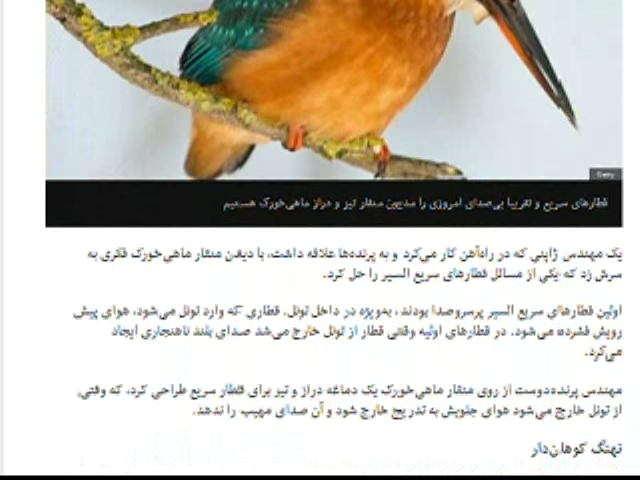 Getty
قطارهای سریع و تقریبا بی‌صدای امروزی را مدیون منقار تیز و دراز ماهی‌خورک هستیم
یک مهندس ژاپنی که در راه‌آهن کار می‌کرد و به پرنده‌ها علاقه داشت، با دیدن منقار ماهی‌خورک فکری به
سرش زد که یکی از مسائل قطارهای سریع السیر را حل کرد.
اولین قطارهای سریع السیر پرسروصدا بودند، به‌ویژه در داخل تونل. قطاری که وارد تونل می‌شود، هوای پیش
رویش فشرده می‌شود. در قطارهای اولیه وقتی قطار از تونل خارج می‌شد صدای بلند ناهنجاری ایجاد
می‌کرد.
مهندس پرنده‌دوست از روی منقار ماهی‌خورک یک دماغه دراز و تیز برای قطار سریع طراحی کرد، که وقتی
از تونل خارج می‌شود هوای جلویش به تدریج خارج شود و آن صدای مهیب را ندهد.
نهنگ کوهان‌دار